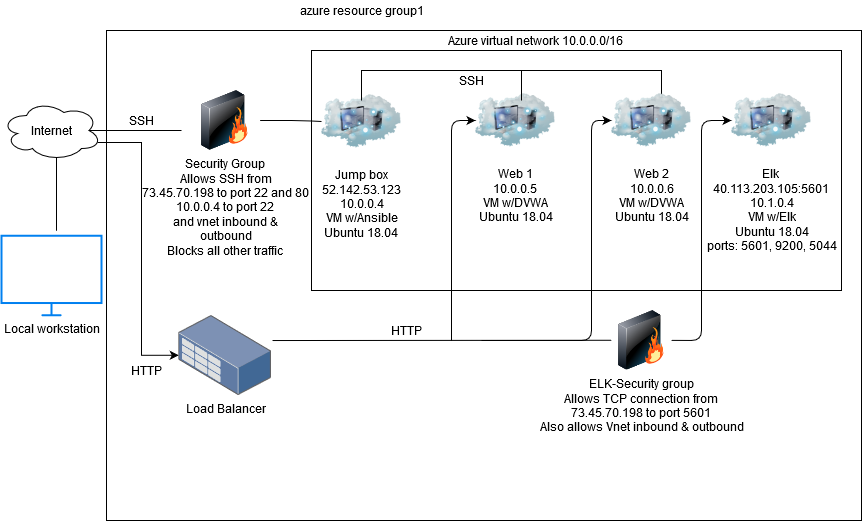 azure resource group1
Azure virtual network 10.0.0.0/16
SSH
Internet
SSH
Security Group
Allows SSH from
73.45.70.198 to port 22 and 80
10.0.0.4 to port 22
and vnet inbound &
outbound
Blocks all other traffic
Jump box
52.142.53.123
10.0.0.4
VM w/Ansible
Ubuntu 18.04
Web 1
10.0.0.5
VM w/DVWA
Ubuntu 18.04
Web 2
10.0.0.6
VM w/DVWA
Ubuntu 18.04
Elk
40.113.203.105:5601
10.1.0.4
VM w/Elk
Ubuntu 18.04
ports: 5601, 9200, 5044
Local workstation
HTTP
HTTP
Load Balancer
ELK-Security group
Allows TCP connection from
73.45.70.198 to port 5601
Also allows Vnet inbound & outbound